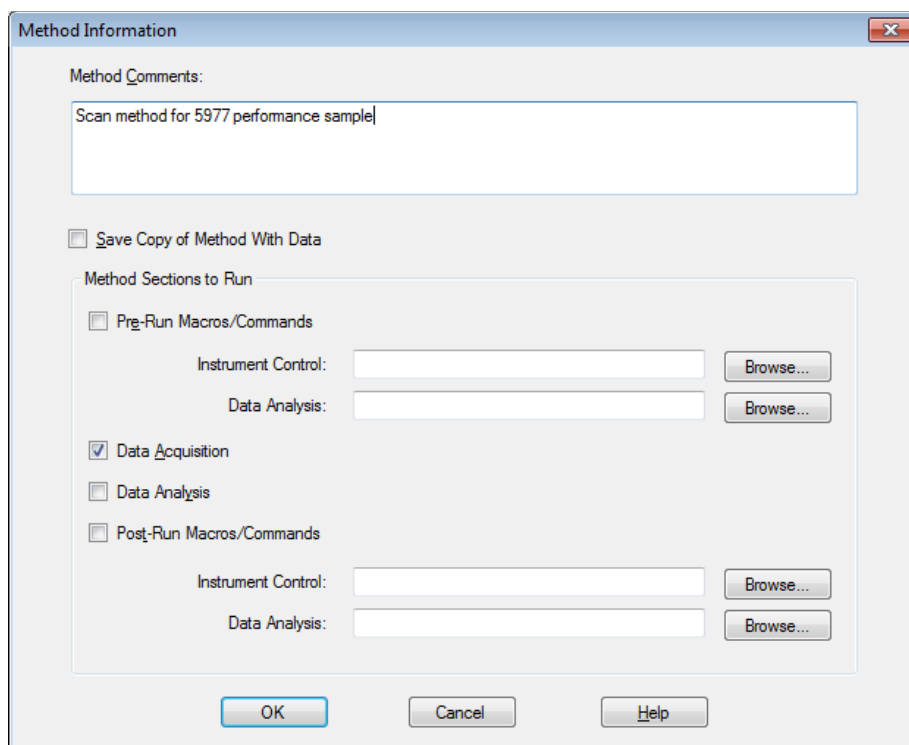 Method Information
Method Comments:
Scan method for 5977 performance sample
Save Copy of Method With Data
Method Sections to Run
Pre-Run Macros/Commands
Instrument Control:
Browse...
Data Analysis:
Browse...
Data Acquisition
Data Analysis
Post-Run Macros/Commands
Instrument Control:
Browse...
Data Analysis:
Browse...
OK
Cancel
Help